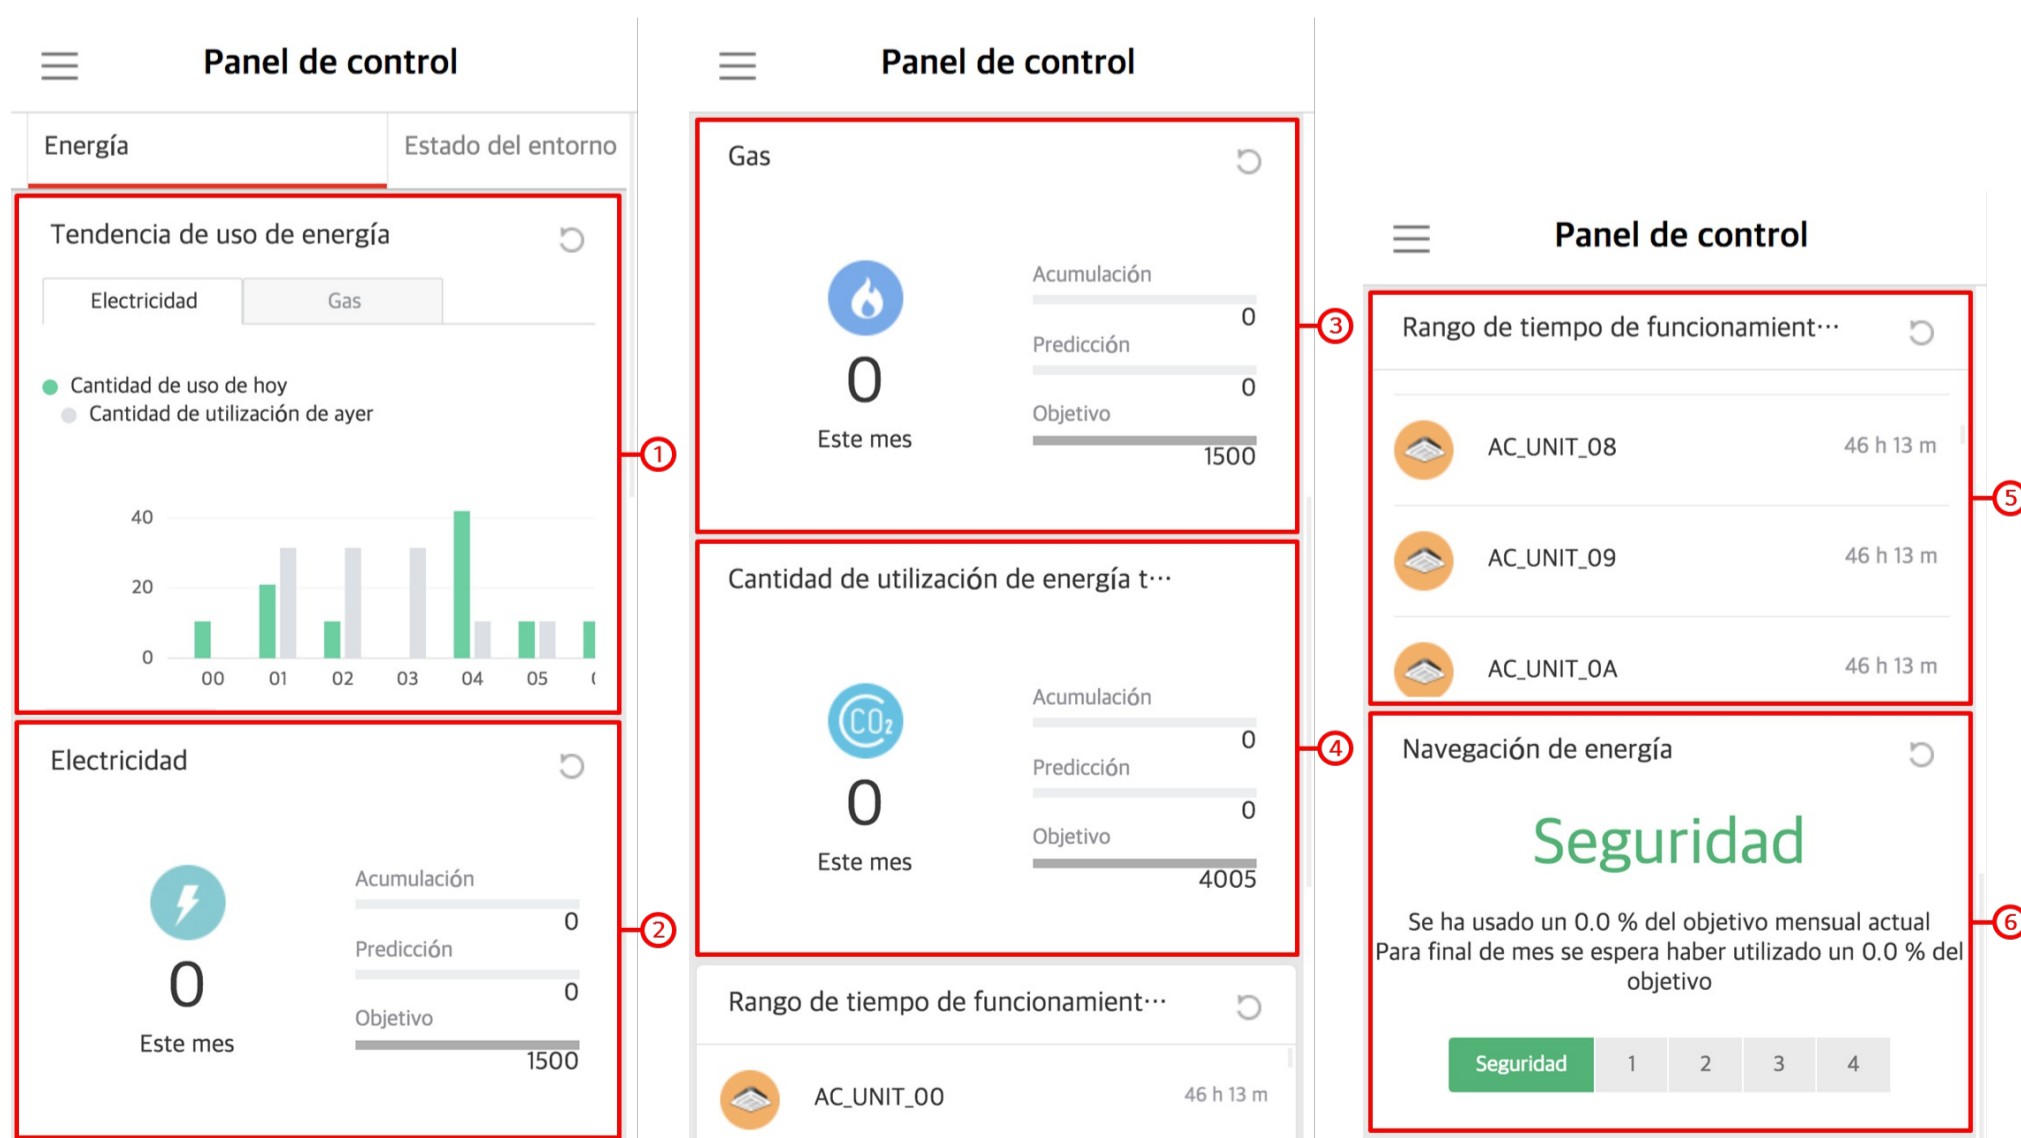 Panel de control
Energía
Estado del entorno
Tendencia de uso de energía
Electricidad
Gas
Cantidad de uso de hoy
Cantidad de utilización de ayer
40
20
0
00 01 02 03 04 05
1
Electricidad
0
Este mes
Acumulación
0
Predicción
0
Objetivo
1500
2
Panel de control
Gas
0
Este mes
Acumulación
0
Predicción
0
Objetivo
1500
3
Cantidad de utilización de energía t···
CO₂
0
Este mes
Acumulación
0
Predicción
0
Objetivo
4005
4
Rango de tiempo de funcionamient···
AC_UNIT_00 46 h 13 m
Panel de control
Rango de tiempo de funcionamient···
AC_UNIT_08 46 h 13 m
AC_UNIT_09 46 h 13 m
AC_UNIT_0A 46 h 13 m
5
Navegación de energía
Seguridad
Se ha usado un 0.0 % del objetivo mensual actual
Para final de mes se espera haber utilizado un 0.0 % del
objetivo
Seguridad 1 2 3 4
6